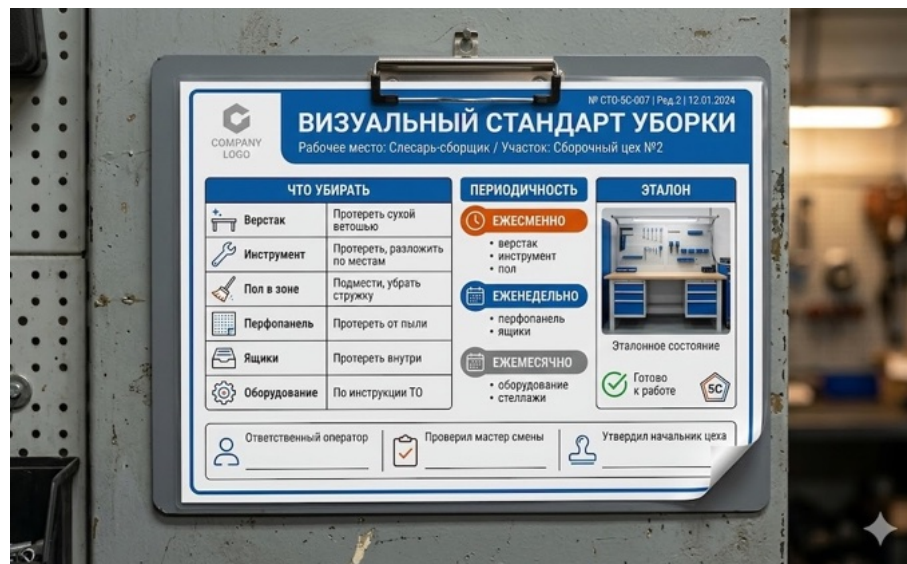 № СТО-5С-007 | Ред.2 | 12.01.2024
COMPANY
LOGO
ВИЗУАЛЬНЫЙ СТАНДАРТ УБОРКИ
Рабочее место: Слесарь-сборщик / Участок: Сборочный цех №2
ЧТО УБИРАТЬ
Верстак
Протереть сухой
ветошью
Инструмент
Протереть, разложить
по местам
Пол в зоне
Подмести, убрать
стружку
Перфопанель
Протереть от пыли
Ящики
Протереть внутри
Оборудование
По инструкции ТО
ПЕРИОДИЧНОСТЬ
ЕЖЕСМЕННО
• верстак
• инструмент
• пол
ЕЖЕНЕДЕЛЬНО
• перфопанель
• ящики
ЕЖЕМЕСЯЧНО
• оборудование
• стеллажи
ЭТАЛОН
Эталонное состояние
Готово
к работе
5С
Ответственный оператор
Проверил мастер смены
Утвердил начальник цеха